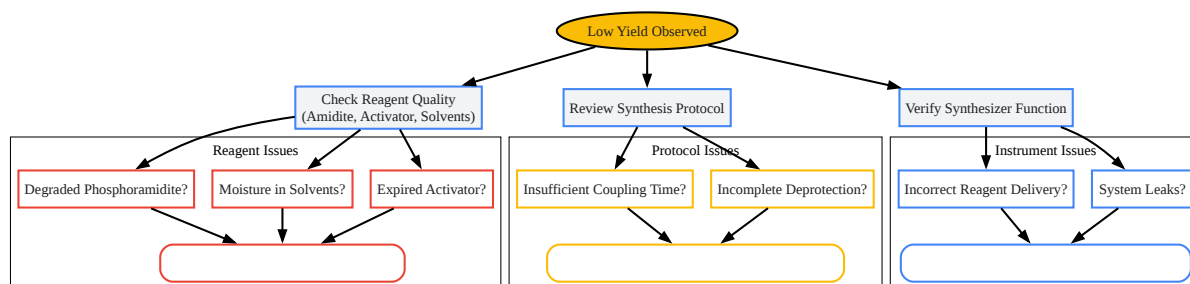 Low Yield Observed
Check Reagent Quality
(Amidite, Activator, Solvents)
Review Synthesis Protocol
Verify Synthesizer Function
Reagent Issues
Protocol Issues
Instrument Issues
Degraded Phosphoramidite?
Moisture in Solvents?
Expired Activator?
Insufficient Coupling Time?
Incomplete Deprotection?
Incorrect Reagent Delivery?
System Leaks?